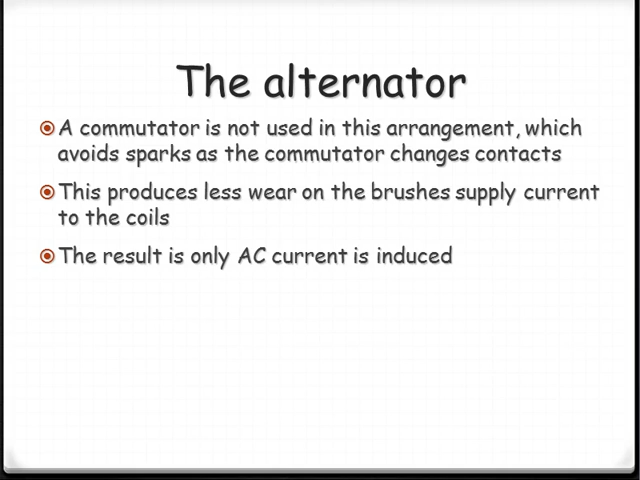 The alternator
A commutator is not used in this arrangement, which
avoids sparks as the commutator changes contacts
This produces less wear on the brushes supply current
to the coils
The result is only AC current is induced